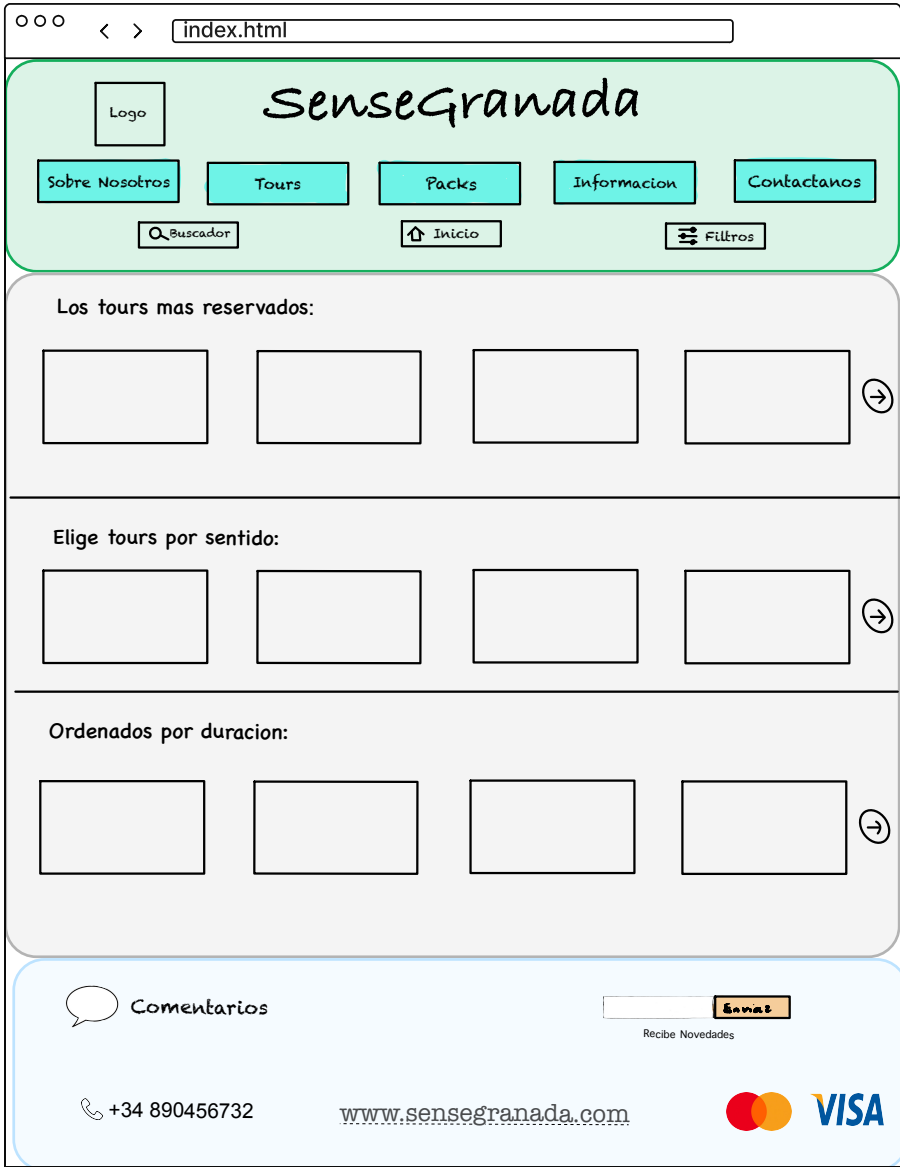 index.html
Logo
SenseGranada
Sobre Nosotros
Tours
Packs
Informacion
Contactanos
Buscador
Inicio
Filtros
Los tours mas reservados:
Elige tours por sentido:
Ordenados por duracion:
Comentarios
Enviar
Recibe Novedades
+34 890456732
www.sensegranada.com
VISA